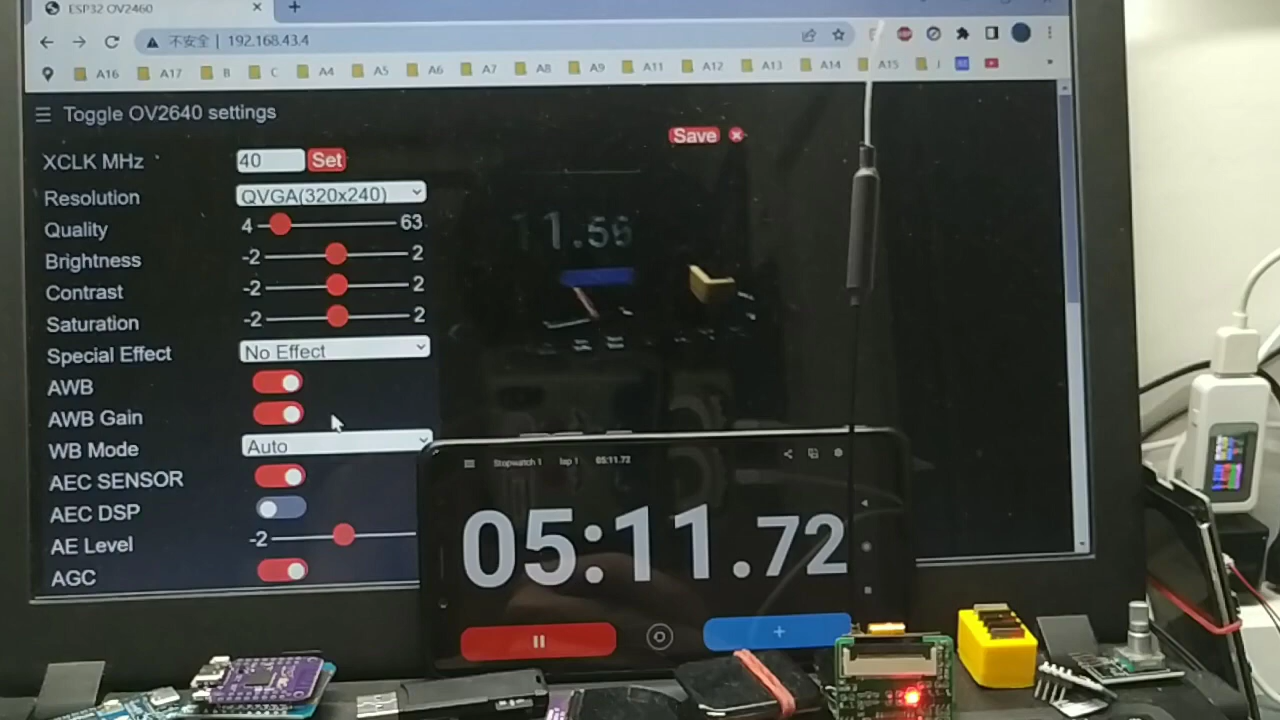 ESP32 OV2460
不安全 | 192.168.43.4
A16 A17 B C A4 A5 A6 A7 A8 A9 A11 A12 A13 A14 A15
Toggle OV2640 settings
Save
XCLK MHz 40 Set
Resolution QVGA(320x240)
Quality 4 63
11.56
Brightness -2 2
Contrast -2 2
Saturation -2 2
Special Effect No Effect
AWB
AWB Gain
WB Mode Auto
AEC SENSOR
AEC DSP
AE Level -2
AGC
Stopwatch 1 lap 1 05:11.72
05:11.72